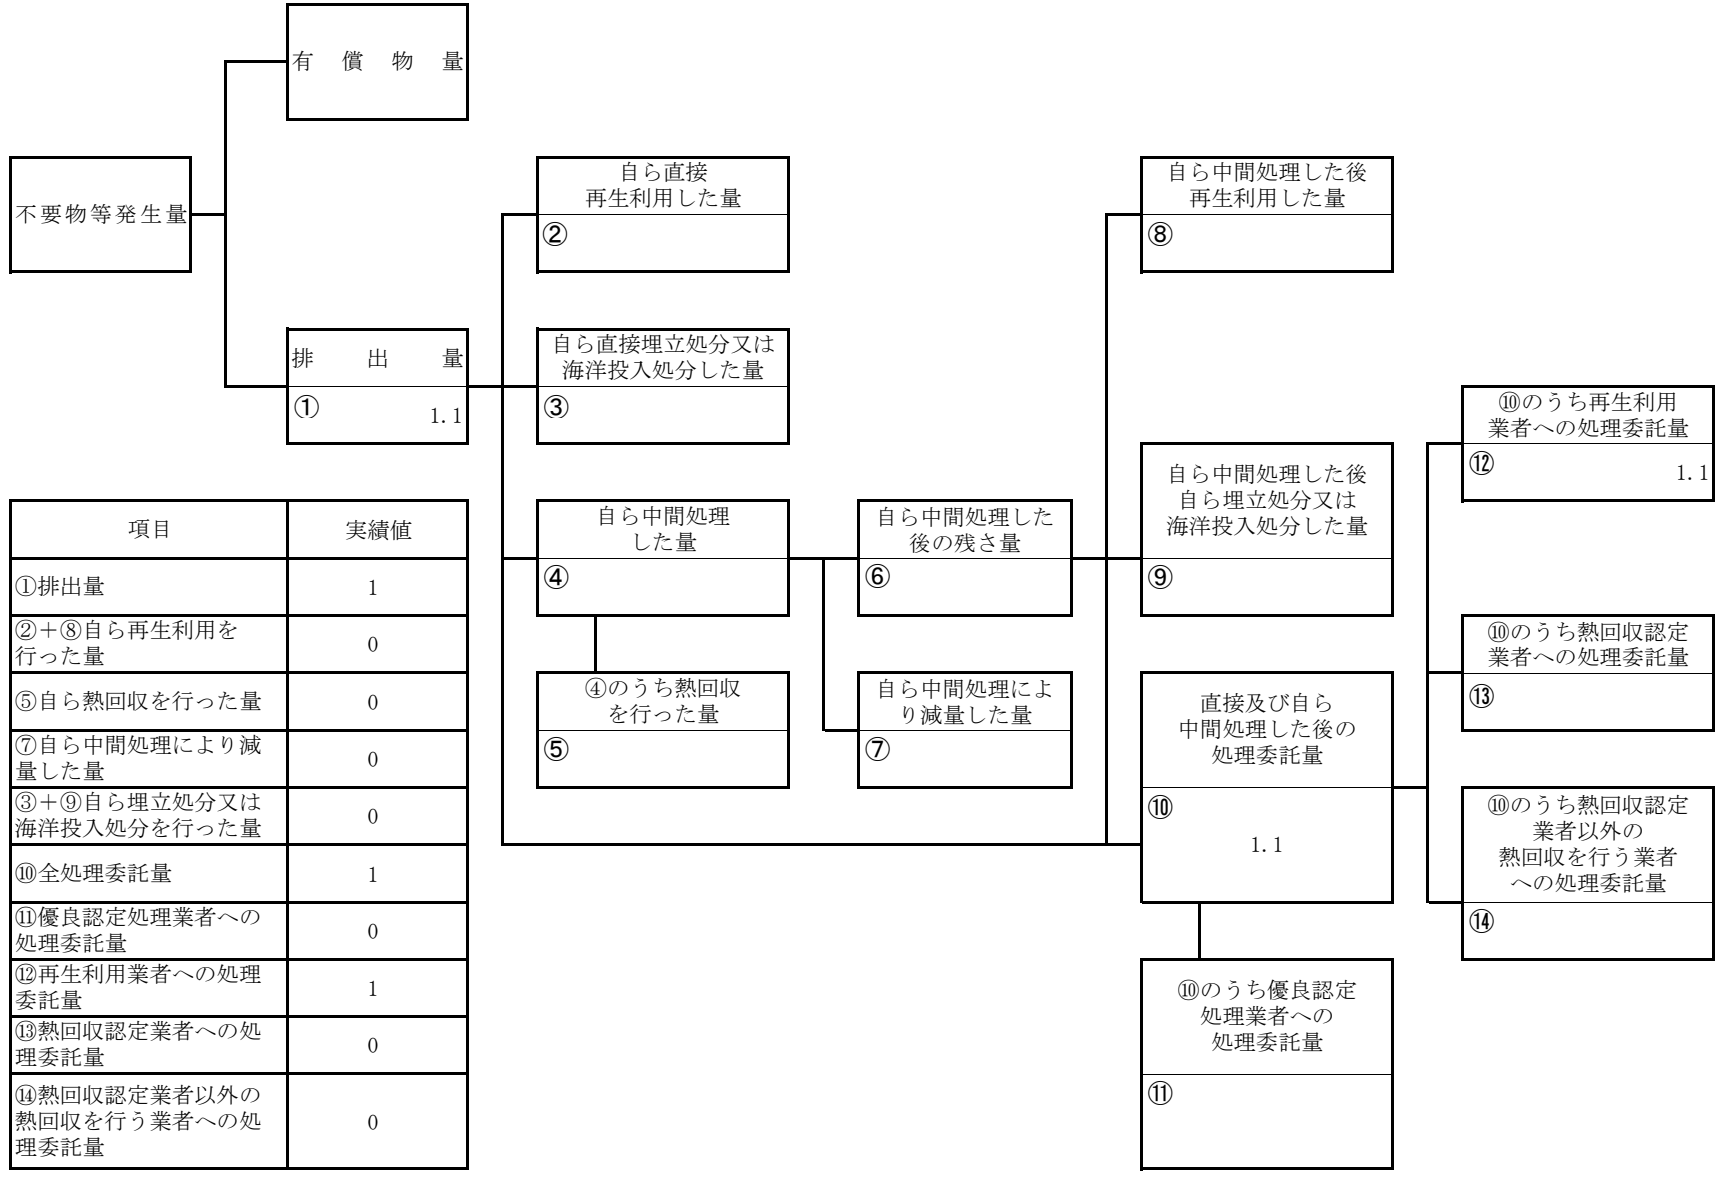 有償物量
不要物等発生量
排出量
①
1.1
自ら直接
再生利用した量
②
自ら直接埋立処分又は
海洋投入処分した量
③
自ら中間処理
した量
④
④のうち熱回収
を行った量
⑤
自ら中間処理した
後の残さ量
⑥
自ら中間処理によ
り減量した量
⑦
自ら中間処理した後
再生利用した量
⑧
自ら中間処理した後
自ら埋立処分又は
海洋投入処分した量
⑨
直接及び自ら
中間処理した後の
処理委託量
⑩
1.1
⑩のうち優良認定
処理業者への
処理委託量
⑪
⑩のうち再生利用
業者への処理委託量
⑫
1.1
⑩のうち熱回収認定
業者への処理委託量
⑬
⑩のうち熱回収認定
業者以外の
熱回収を行う業者
への処理委託量
⑭
項目 実績値
①排出量 1
②＋⑧自ら再生利用を
行った量
0
⑤自ら熱回収を行った量 0
⑦自ら中間処理により減
量した量
0
③＋⑨自ら埋立処分又は
海洋投入処分を行った量
0
⑩全処理委託量 1
⑪優良認定処理業者への
処理委託量
0
⑫再生利用業者への処理
委託量
1
⑬熱回収認定業者への処
理委託量
0
⑭熱回収認定業者以外の
熱回収を行う業者への処
理委託量
0